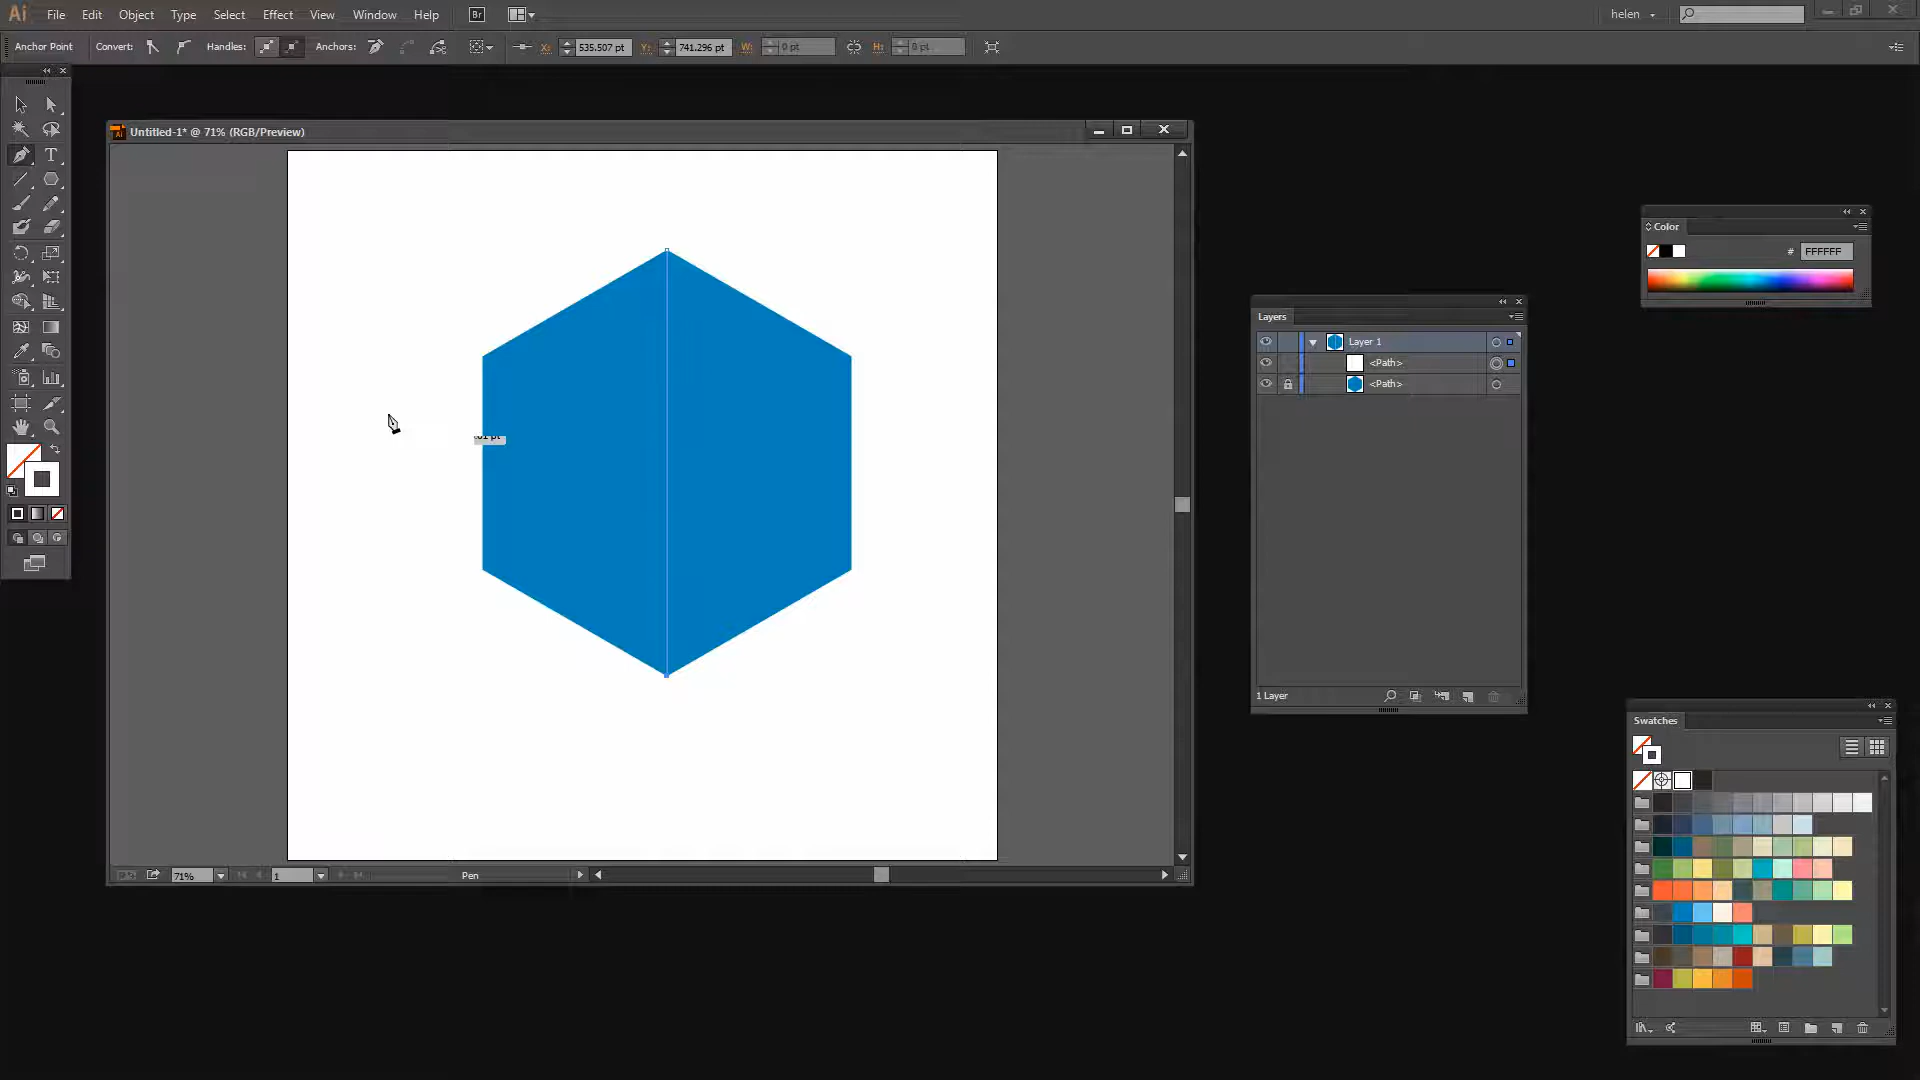 Ai File Edit Object Type Select Effect View Window Help Br helen
Anchor Point Convert: Handles: Anchors: X: 535.507 pt Y: 741.296 pt W: 0 pt H: 0 pt
Untitled-1* @ 71% (RGB/Preview)
Color
# FFFFFF
Layers
Layer 1
<Path>
<Path>
1 Layer
Swatches
71% 1 Pen